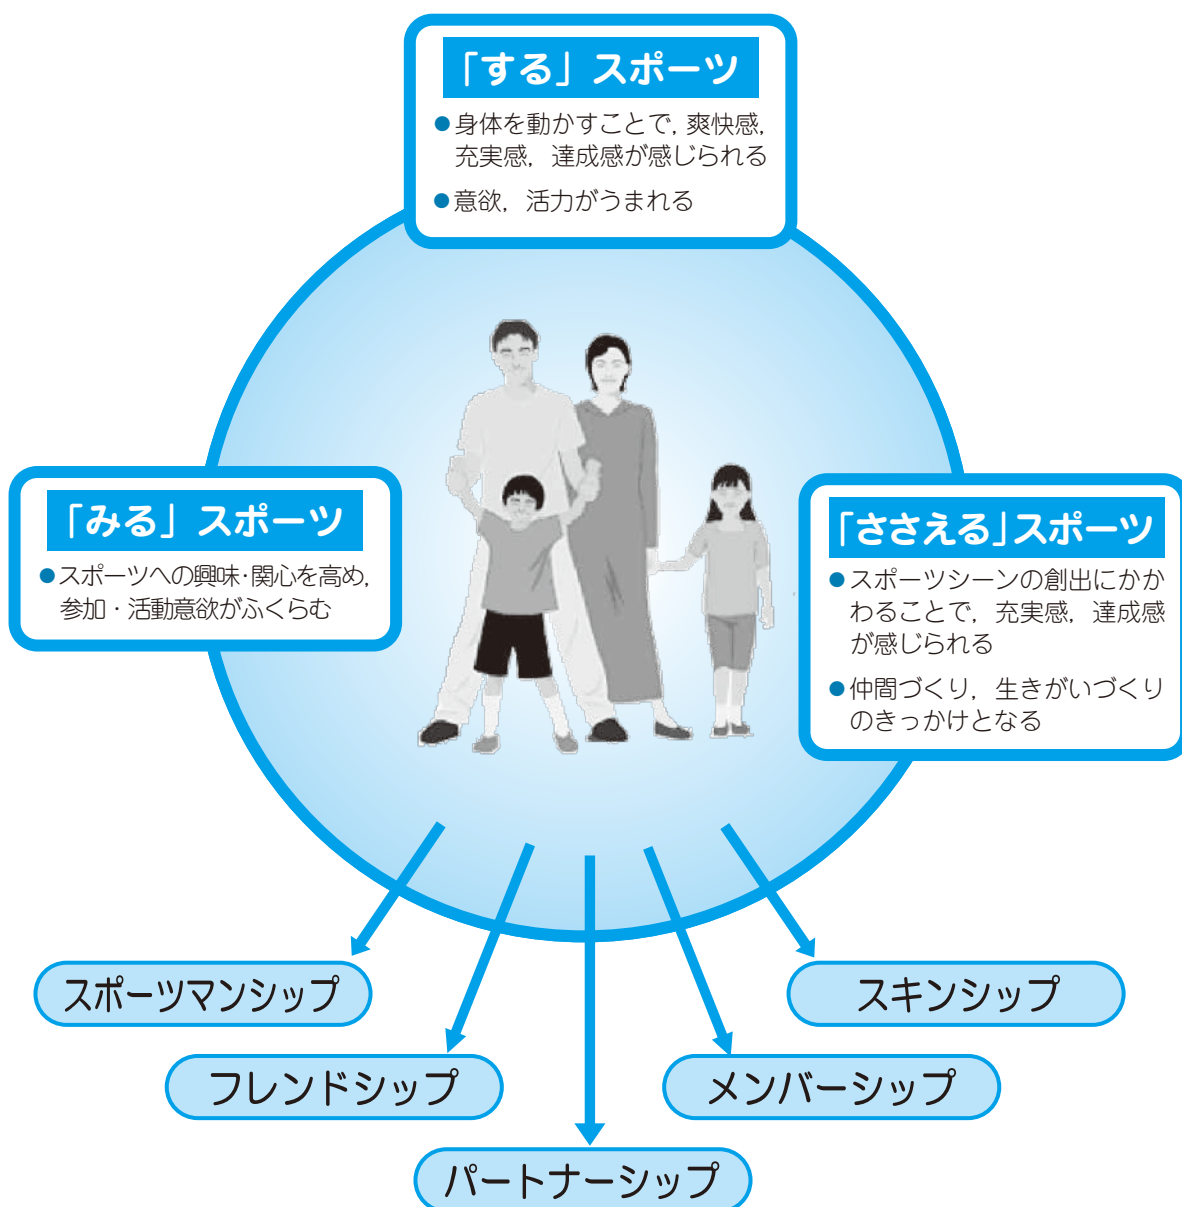 「する」スポーツ
●身体を動かすことで，爽快感，
充実感，達成感が感じられる
●意欲，活力がうまれる
「みる」スポーツ
●スポーツへの興味・関心を高め，
参加・活動意欲がふくらむ
「ささえる」スポーツ
●スポーツシーンの創出にかか
わることで，充実感，達成感
が感じられる
●仲間づくり，生きがいづくり
のきっかけとなる
スポーツマンシップ
スキンシップ
フレンドシップ
メンバーシップ
パートナーシップ